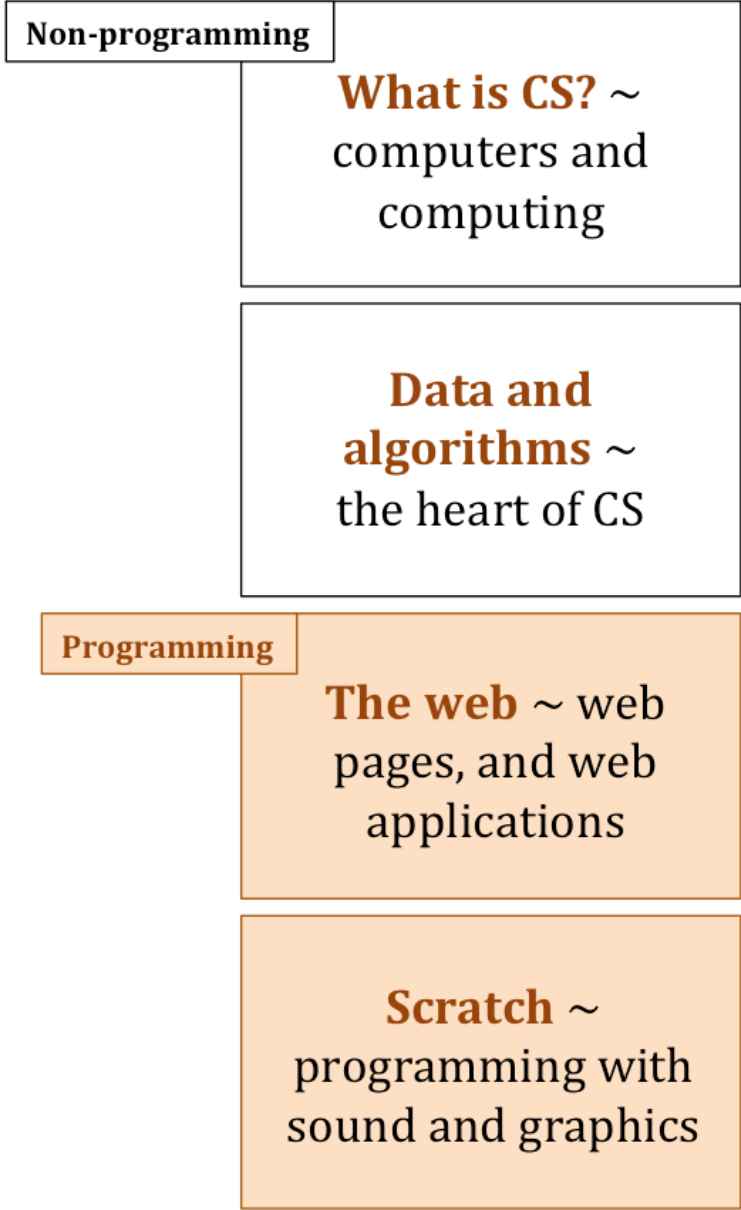 Non-programming
What is CS? ~
computers and
computing
Data and
algorithms ~
the heart of CS
Programming
The web ~ web
pages, and web
applications
Scratch ~
programming with
sound and graphics